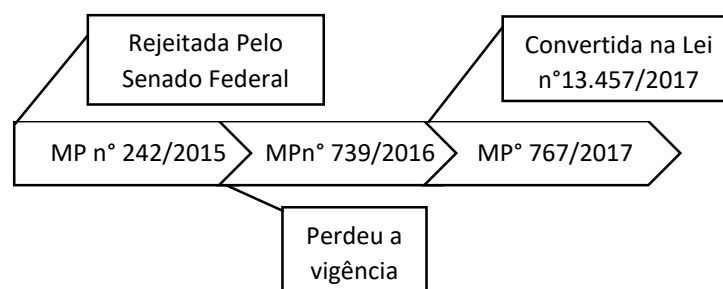 Rejeitada Pelo
Senado Federal
Convertida na Lei
n°13.457/2017
MP n° 242/2015
MPn° 739/2016
MP° 767/2017
Perdeu a
vigência